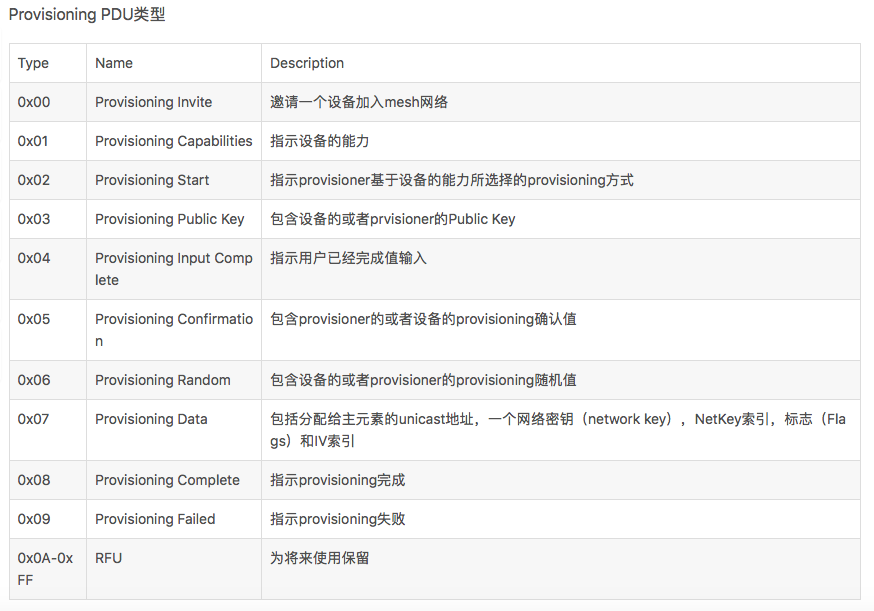 Provisioning PDU类型
Type Name Description
0x00 Provisioning Invite 邀请一个设备加入mesh网络
0x01 Provisioning Capabilities 指示设备的能力
0x02 Provisioning Start 指示provisioner基于设备的能力所选择的provisioning方式
0x03 Provisioning Public Key 包含设备的或者prvisioner的Public Key
0x04 Provisioning Input Comp 指示用户已经完成值输入
lete
0x05 Provisioning Confirmatio 包含provisioner的或者设备的provisioning确认值
n
0x06 Provisioning Random 包含设备的或者provisioner的provisioning随机值
0x07 Provisioning Data 包括分配给主元素的unicast地址，一个网络密钥（network key），NetKey索引，标志（Fla
gs）和IV索引
0x08 Provisioning Complete 指示provisioning完成
0x09 Provisioning Failed 指示provisioning失败
0x0A-0x RFU 为将来使用保留
FF